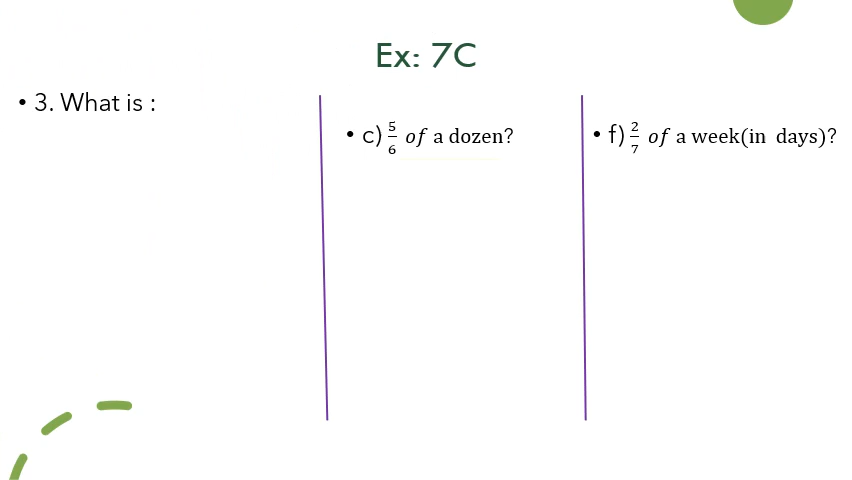 Ex: 7C
• 3. What is :
• c) 5/6 of a dozen?
• f) 2/7 of a week(in days)?